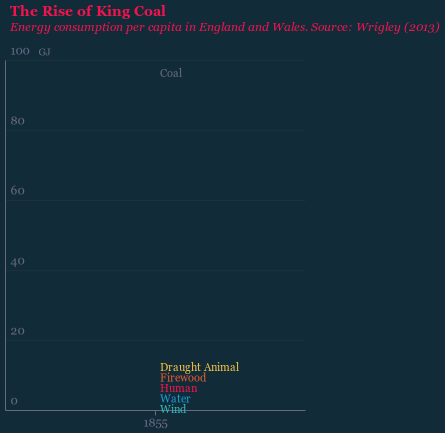 The Rise of King Coal
Energy consumption per capita in England and Wales. Source: Wrigley (2013)
100 GJ
Coal
80
60
40
20
Draught Animal
Firewood
Human
Water
0
Wind
1855